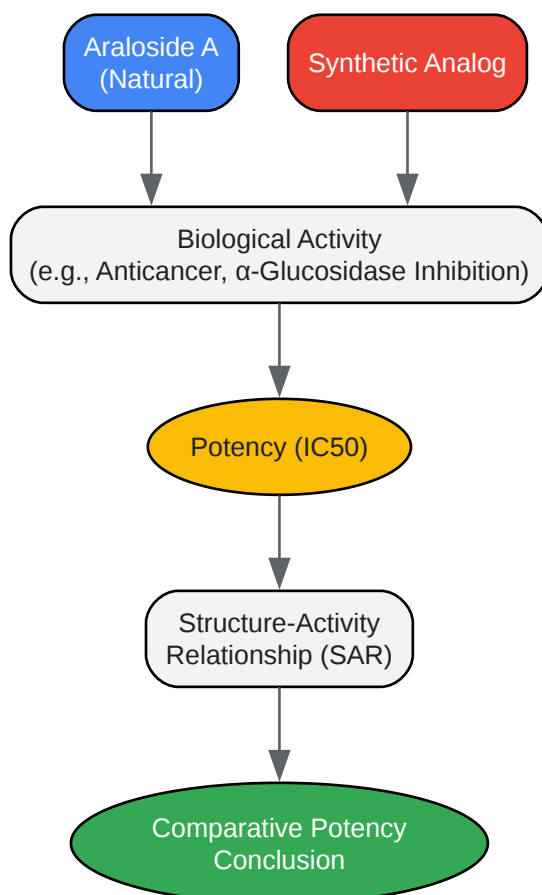 Araloside A
(Natural)
Synthetic Analog
Biological Activity
(e.g., Anticancer, α-Glucosidase Inhibition)
Potency (IC50)
Structure-Activity
Relationship (SAR)
Comparative Potency
Conclusion